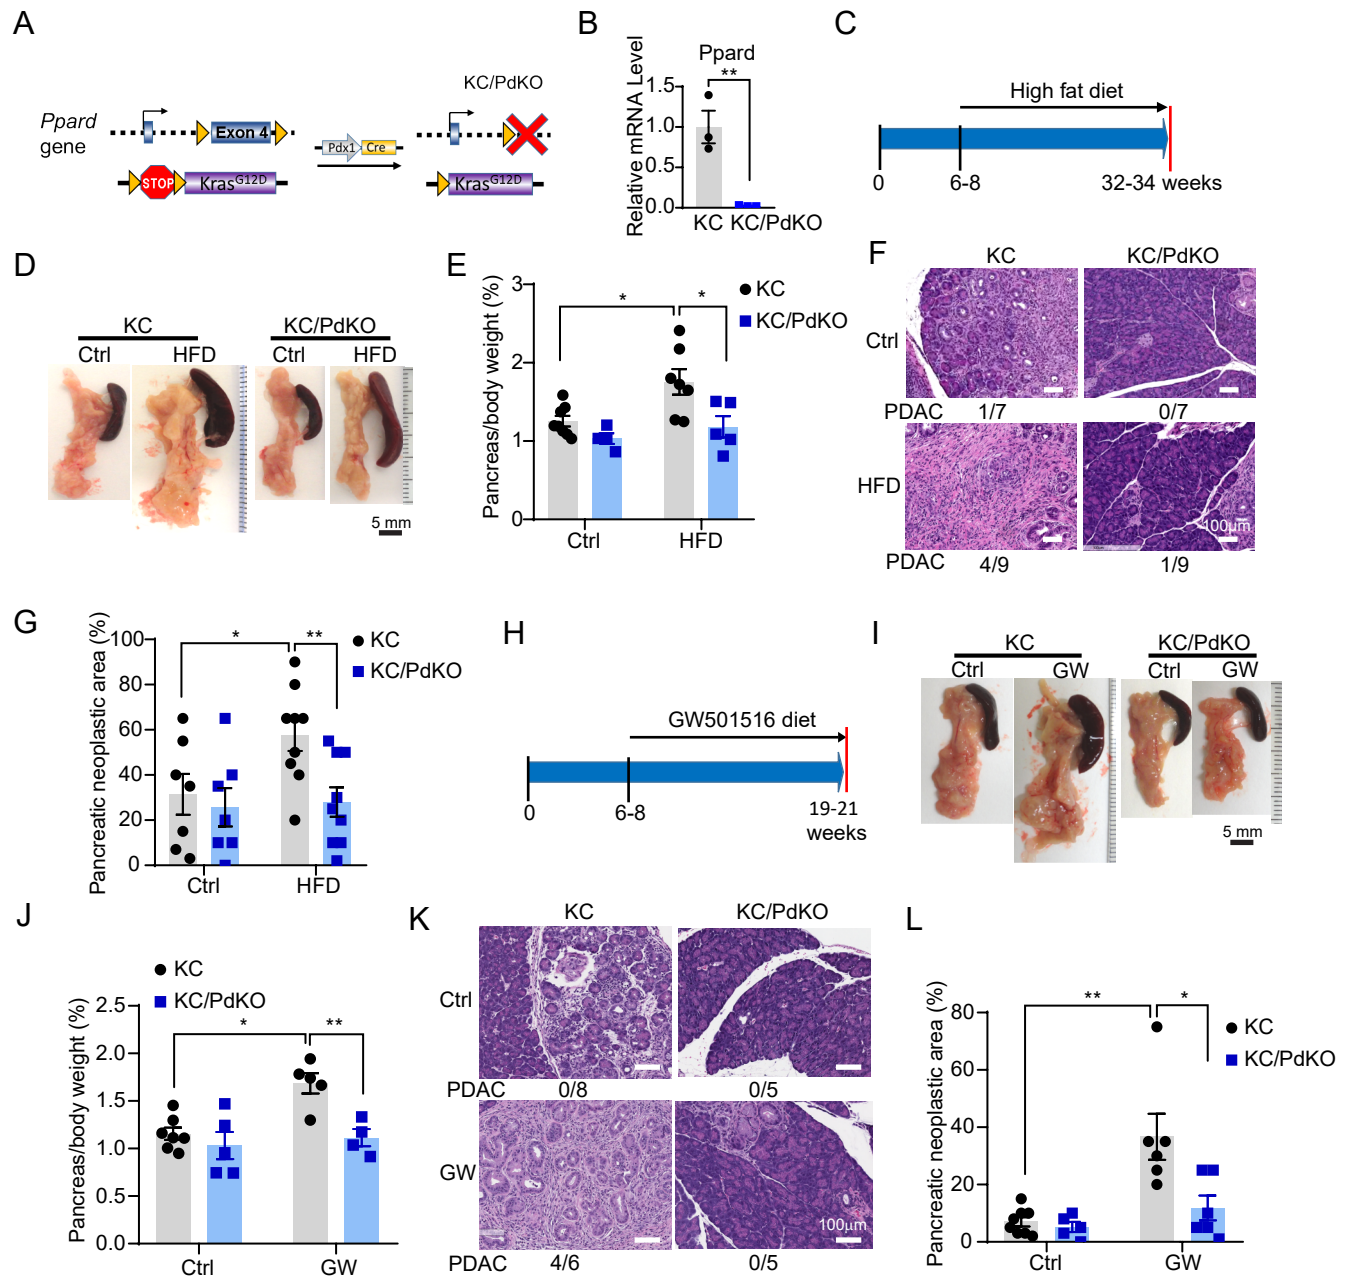 A
Ppard
gene
Exon 4
STOP
KrasG12D
Pdx1
Cre
KC/PdKO
KrasG12D
B
Ppard
**
Relative mRNA Level
1.5
1.0
0.5
0.0
KC KC/PdKO
C
High fat diet
0
6-8
32-34 weeks
D
KC
KC/PdKO
Ctrl
HFD
Ctrl
HFD
5 mm
E
Pancreas/body weight (%)
3
2
1
0
*
*
KC
KC/PdKO
Ctrl
HFD
F
KC
KC/PdKO
Ctrl
PDAC
1/7
0/7
HFD
100μm
PDAC
4/9
1/9
G
Pancreatic neoplastic area (%)
100
80
60
40
20
0
*
**
KC
KC/PdKO
Ctrl
HFD
H
GW501516 diet
0
6-8
19-21
weeks
I
KC
KC/PdKO
Ctrl
GW
Ctrl
GW
5 mm
J
KC
KC/PdKO
Pancreas/body weight (%)
2.5
2.0
1.5
1.0
0.5
0.0
*
**
Ctrl
GW
K
KC
KC/PdKO
Ctrl
PDAC
0/8
0/5
GW
100μm
PDAC
4/6
0/5
L
Pancreatic neoplastic area (%)
80
60
40
20
0
**
*
KC
KC/PdKO
Ctrl
GW